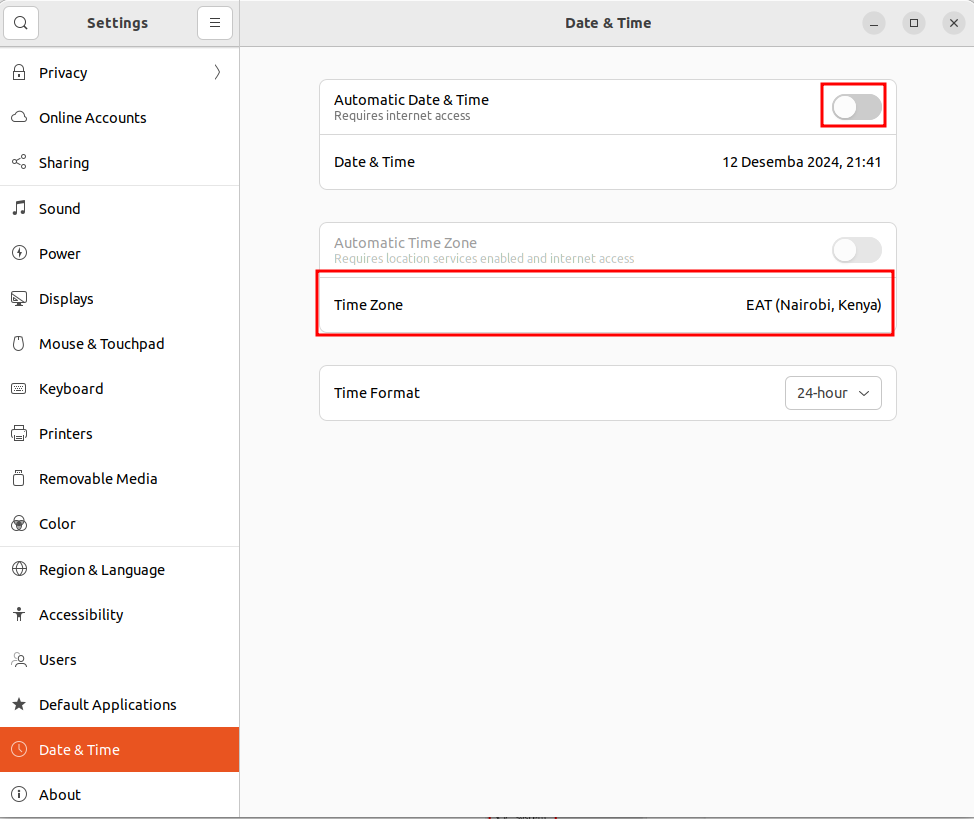 Settings
Date & Time
Privacy
Online Accounts
Sharing
Sound
Power
Displays
Mouse & Touchpad
Keyboard
Printers
Removable Media
Color
Region & Language
Accessibility
Users
Default Applications
Date & Time
About
Automatic Date & Time
Requires internet access
Date & Time 12 Desemba 2024, 21:41
Automatic Time Zone
Requires location services enabled and internet access
Time Zone EAT (Nairobi, Kenya)
Time Format 24-hour